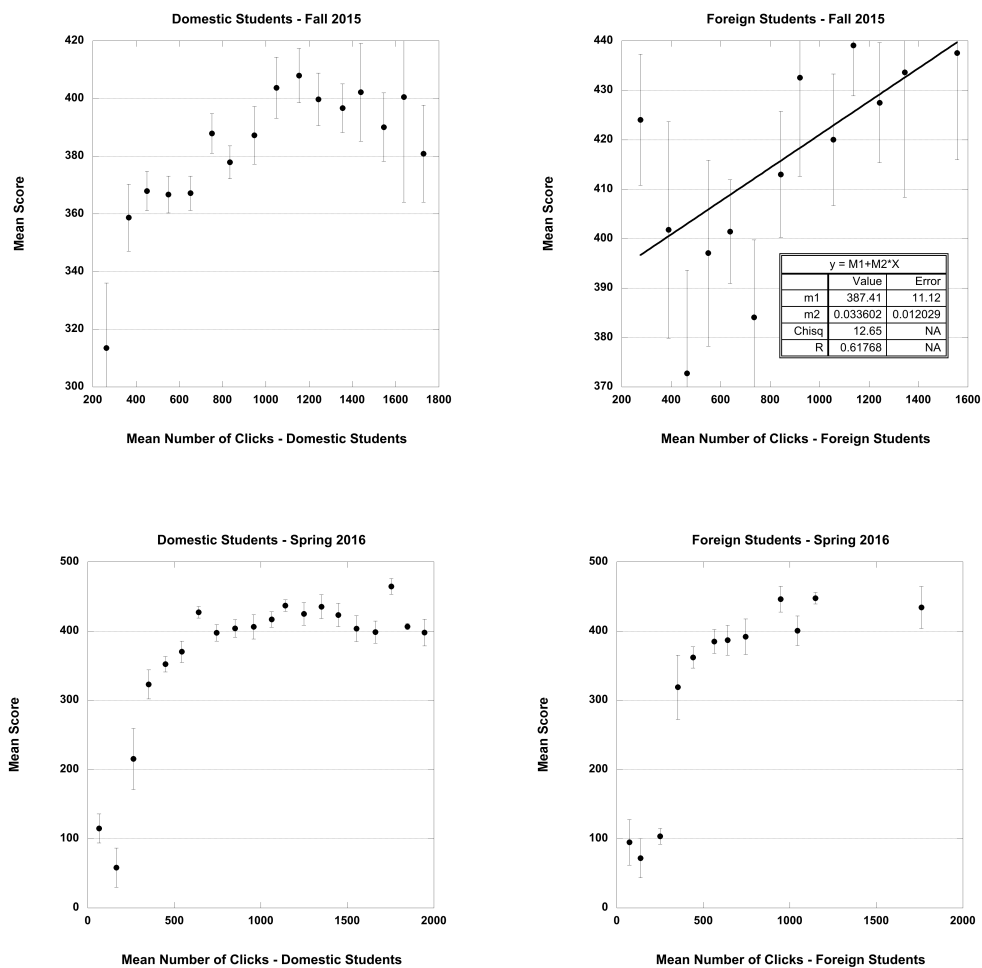 Domestic Students - Fall 2015
420
400
380
360
340
320
300
200 400 600 800 1000 1200 1400 1600 1800
Mean Score
Mean Number of Clicks - Domestic Students
Foreign Students - Fall 2015
440
430
420
410
400
390
380
370
200 400 600 800 1000 1200 1400 1600
Mean Score
Mean Number of Clicks - Foreign Students
y = M1+M2*X
Value Error
m1 387.41 11.12
m2 0.033602 0.012029
Chisq 12.65 NA
R 0.61768 NA
Domestic Students - Spring 2016
500
400
300
200
100
0
0 500 1000 1500 2000
Mean Score
Mean Number of Clicks - Domestic Students
Foreign Students - Spring 2016
500
400
300
200
100
0
0 500 1000 1500 2000
Mean Score
Mean Number of Clicks - Foreign Students